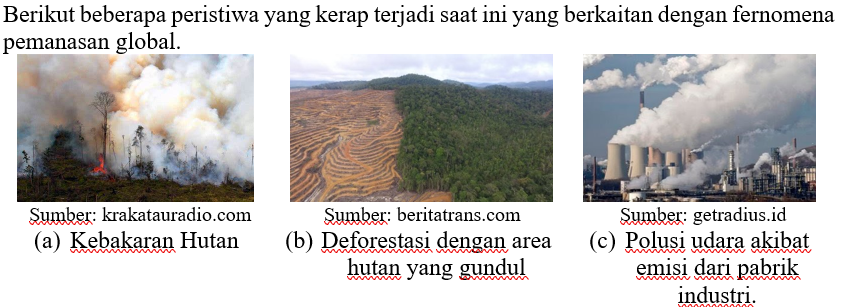 Berikut beberapa peristiwa yang kerap terjadi saat ini yang berkaitan dengan fernomena
pemanasan global.
Sumber: krakatauradio.com
(a) Kebakaran Hutan
Sumber: beritatrans.com
(b) Deforestasi dengan area
hutan yang gundul
Sumber: getradius.id
(c) Polusi udara akibat
emisi dari pabrik
industri.